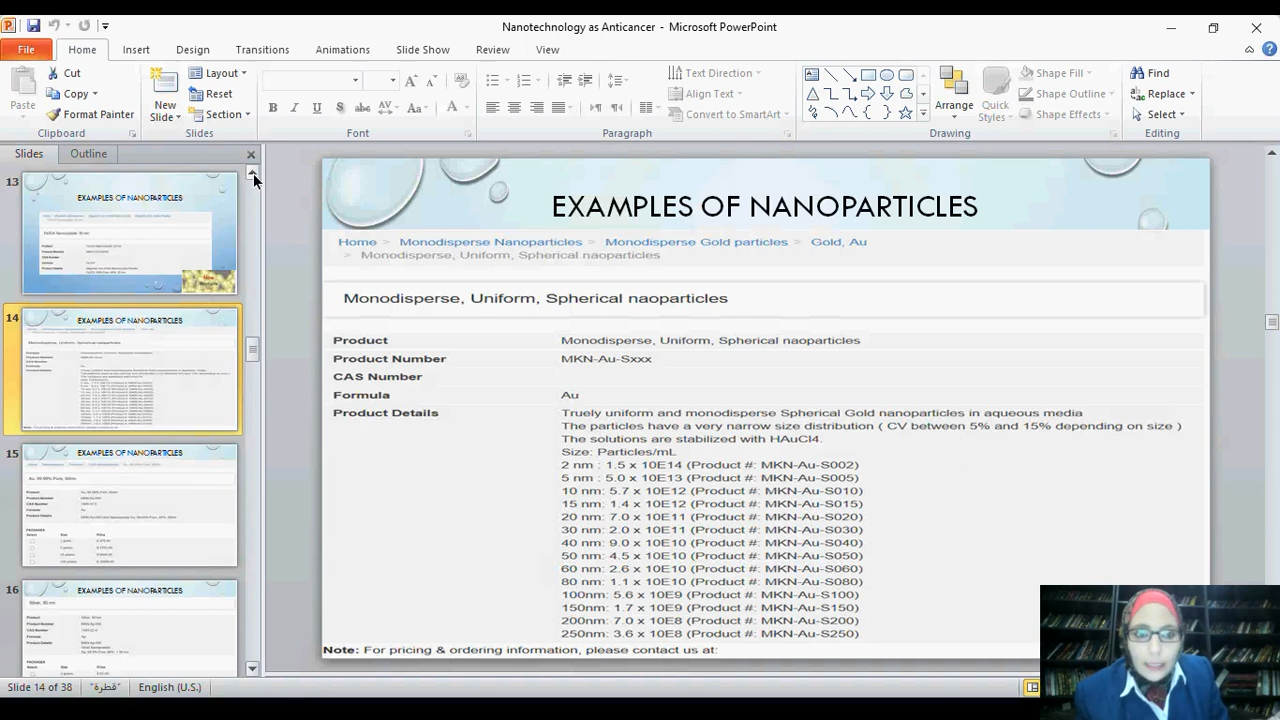 Nanotechnology as Anticancer - Microsoft PowerPoint
File Home Insert Design Transitions Animations Slide Show Review View
Cut Layout Text Direction Shape Fill Find
Paste Copy New Slide Reset Align Text Arrange Quick Styles Shape Outline Replace
Format Painter Section Convert to SmartArt Shape Effects Select
Clipboard Slides Font Paragraph Drawing Editing
Slides Outline
13
EXAMPLES OF NANOPARTICLES
14
EXAMPLES OF NANOPARTICLES
Monodisperse, Uniform, Spherical naoparticles
15
EXAMPLES OF NANOPARTICLES
16
EXAMPLES OF NANOPARTICLES
EXAMPLES OF NANOPARTICLES
Home > Monodisperse Nanoparticles > Monodisperse Gold particles > Gold, Au
> Monodisperse, Uniform, Spherical naoparticles
Monodisperse, Uniform, Spherical naoparticles
Product Monodisperse, Uniform, Spherical naoparticles
Product Number MKN-Au-Sxxx
CAS Number
Formula Au
Product Details Truely uniform and monodisperse spherical Gold nanoparticles in aqueous media
The particles have a very narrow size distribution ( CV between 5% and 15% depending on size )
The solutions are stabilized with HAuCl4.
Size: Particles/mL
2 nm : 1.5 x 10E14 (Product #: MKN-Au-S002)
5 nm : 5.0 x 10E13 (Product #: MKN-Au-S005)
10 nm: 5.7 x 10E12 (Product #: MKN-Au-S010)
15 nm: 1.4 x 10E12 (Product #: MKN-Au-S015)
20 nm: 7.0 x 10E11 (Product #: MKN-Au-S020)
30 nm: 2.0 x 10E11 (Product #: MKN-Au-S030)
40 nm: 9.0 x 10E10 (Product #: MKN-Au-S040)
50 nm: 4.5 x 10E10 (Product #: MKN-Au-S050)
60 nm: 2.6 x 10E10 (Product #: MKN-Au-S060)
80 nm: 1.1 x 10E10 (Product #: MKN-Au-S080)
100nm: 5.6 x 10E9 (Product #: MKN-Au-S100)
150nm: 1.7 x 10E9 (Product #: MKN-Au-S150)
200nm: (Product #: MKN-Au-S200)
250nm: (Product #: MKN-Au-S250)
Note: For pricing & ordering information, please contact us at:
Slide 14 of 38 "قطرة" English (U.S.)